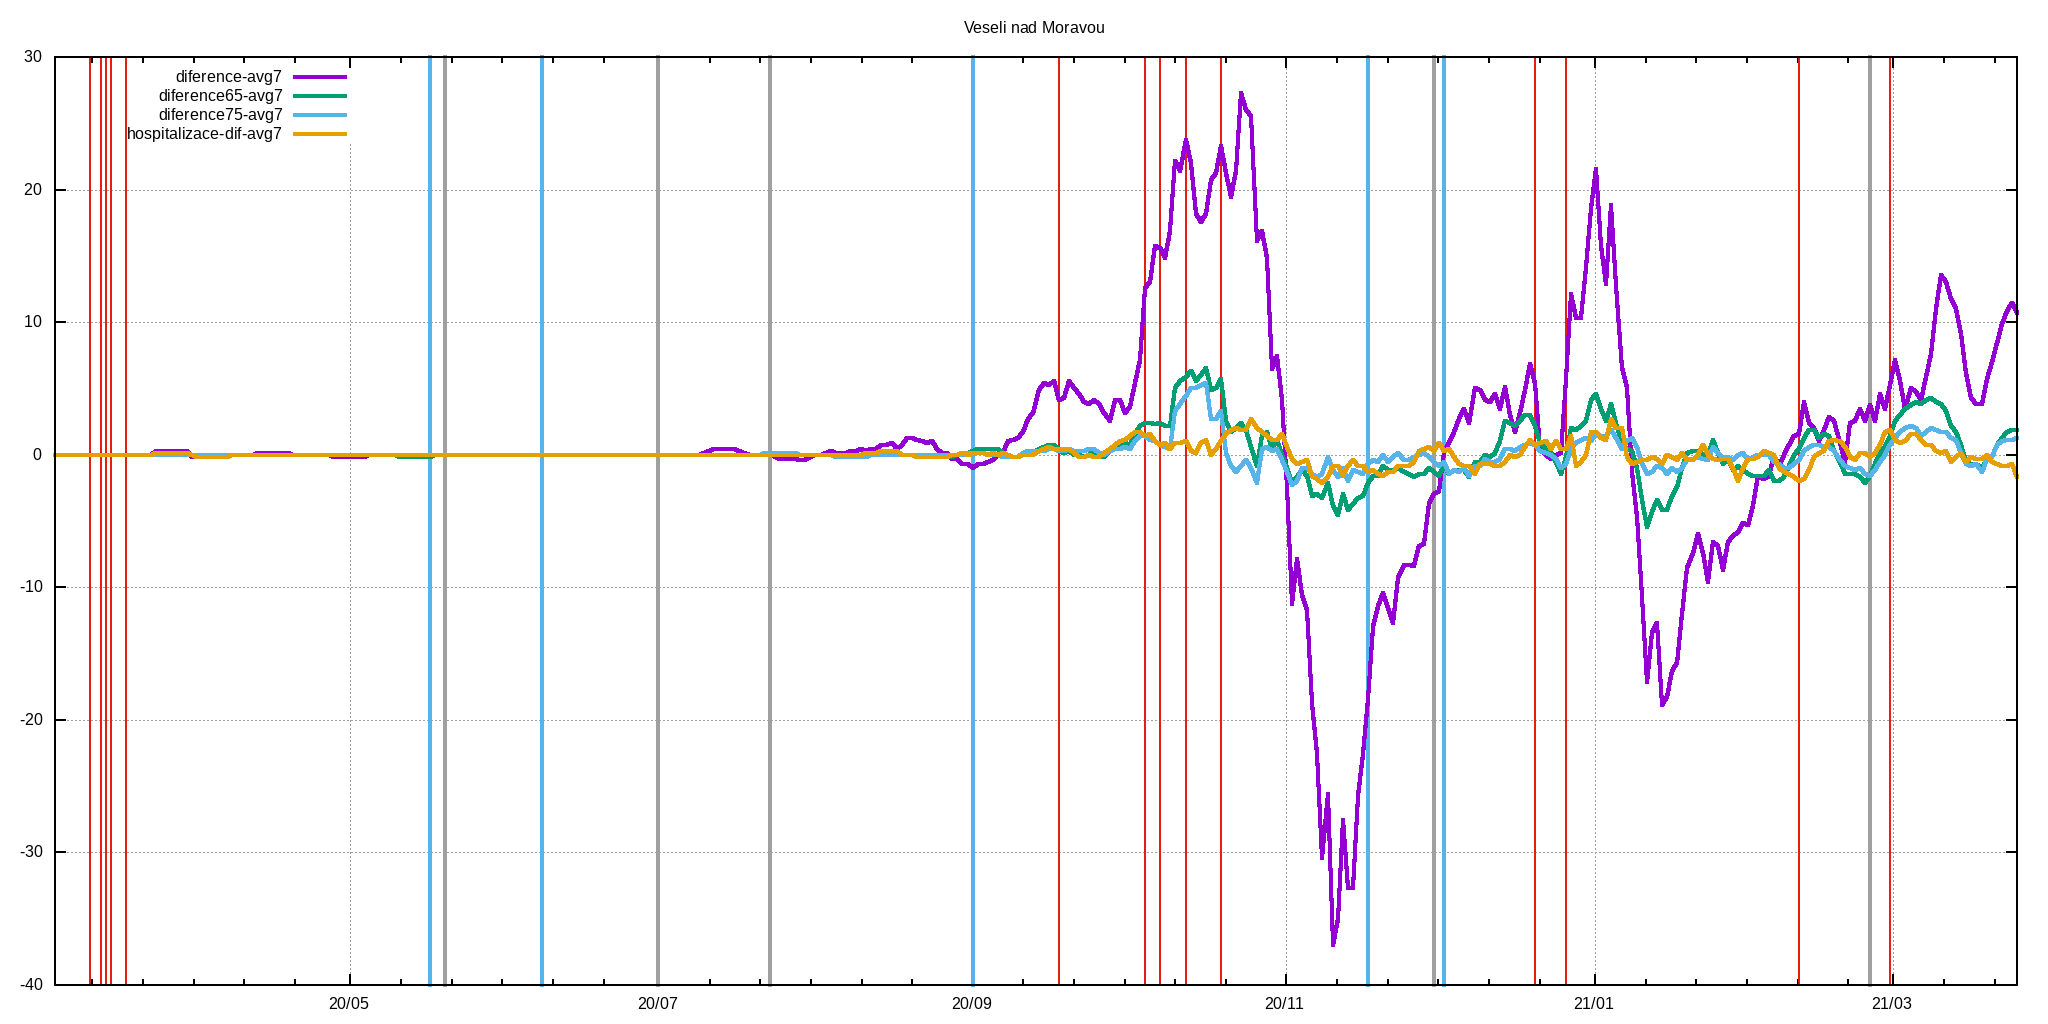 Veseli nad Moravou
30
20
10
0
-10
-20
-30
-40
diference-avg7
diference65-avg7
diference75-avg7
hospitalizace-dif-avg7
20/05 20/07 20/09 20/11 21/01 21/03